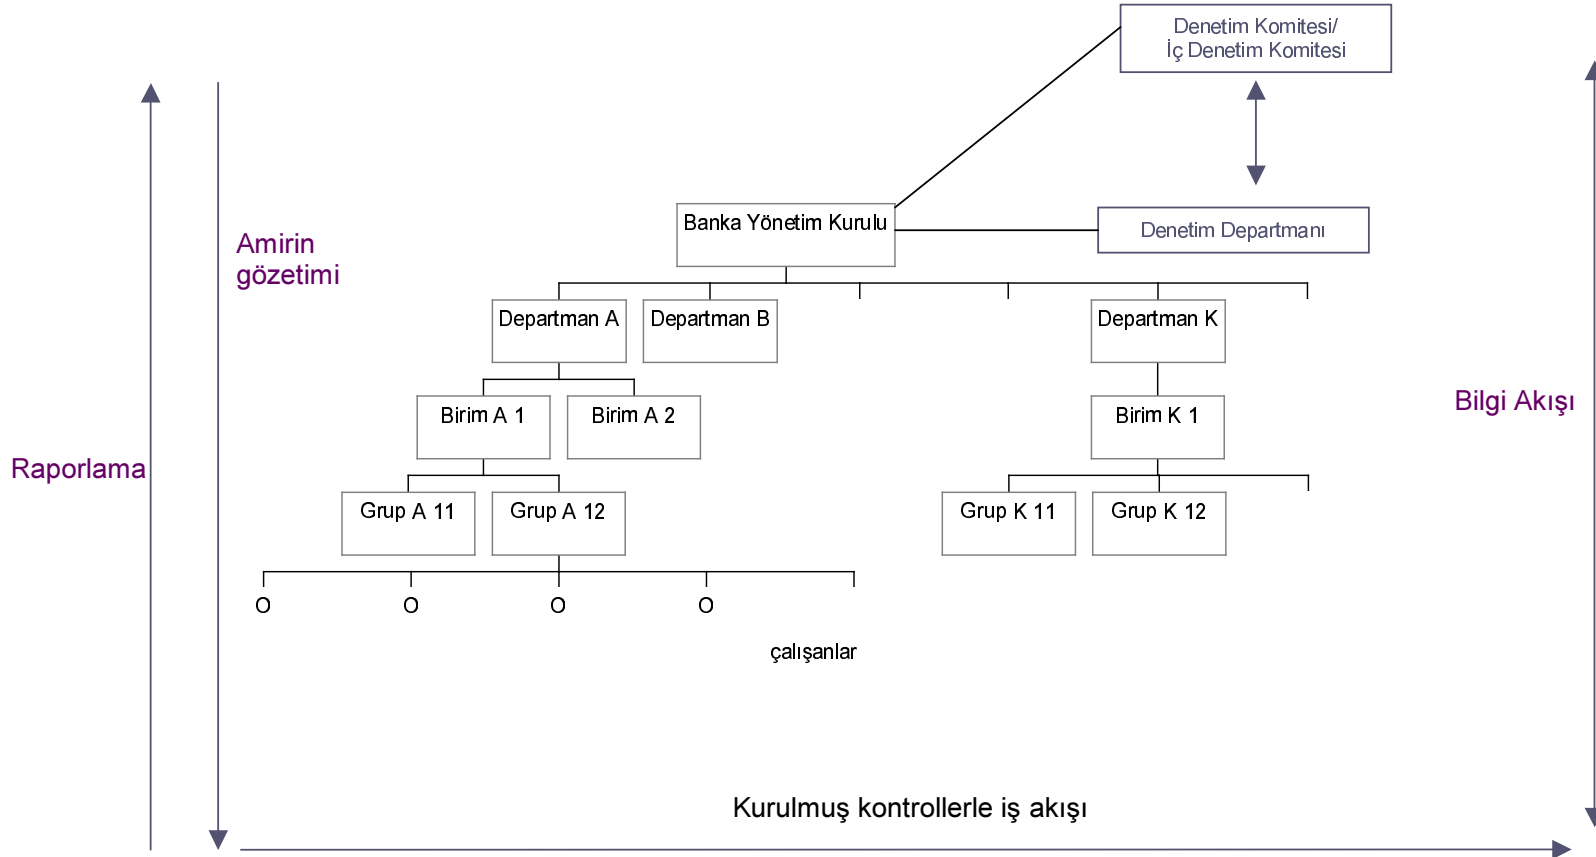 Denetim Komitesi/
İç Denetim Komitesi
Banka Yönetim Kurulu
Denetim Departmanı
Amirin
gözetimi
Departman A
Departman B
Departman K
Birim A 1
Birim A 2
Birim K 1
Bilgi Akışı
Raporlama
Grup A 11
Grup A 12
Grup K 11
Grup K 12
O
O
O
O
çalışanlar
Kurulmuş kontrollerle iş akışı